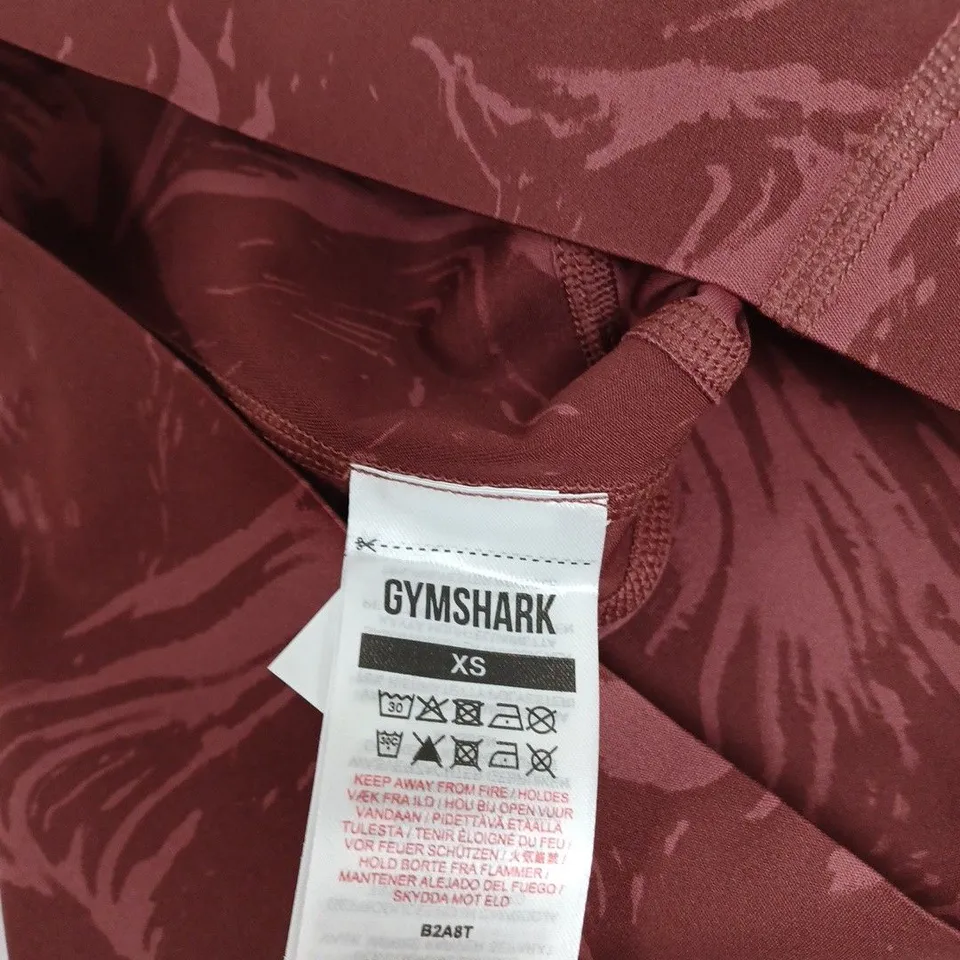 GYMSHARK
XS
30
30C
KEEP AWAY FROM FIRE / HOLDES
VÆK FRA ILD / HOU BIJ OPEN VUUR
VANDAAN / PIDETTÄVÄ ETÄÄLLÄ
TULESTA / TENIR ÉLOIGNÉ DU FEU /
VOR FEUER SCHÜTZEN / 火気厳禁 /
HOLD BORTE FRA FLAMMER /
MANTENER ALEJADO DEL FUEGO /
SKYDDA MOT ELD
B2A8T